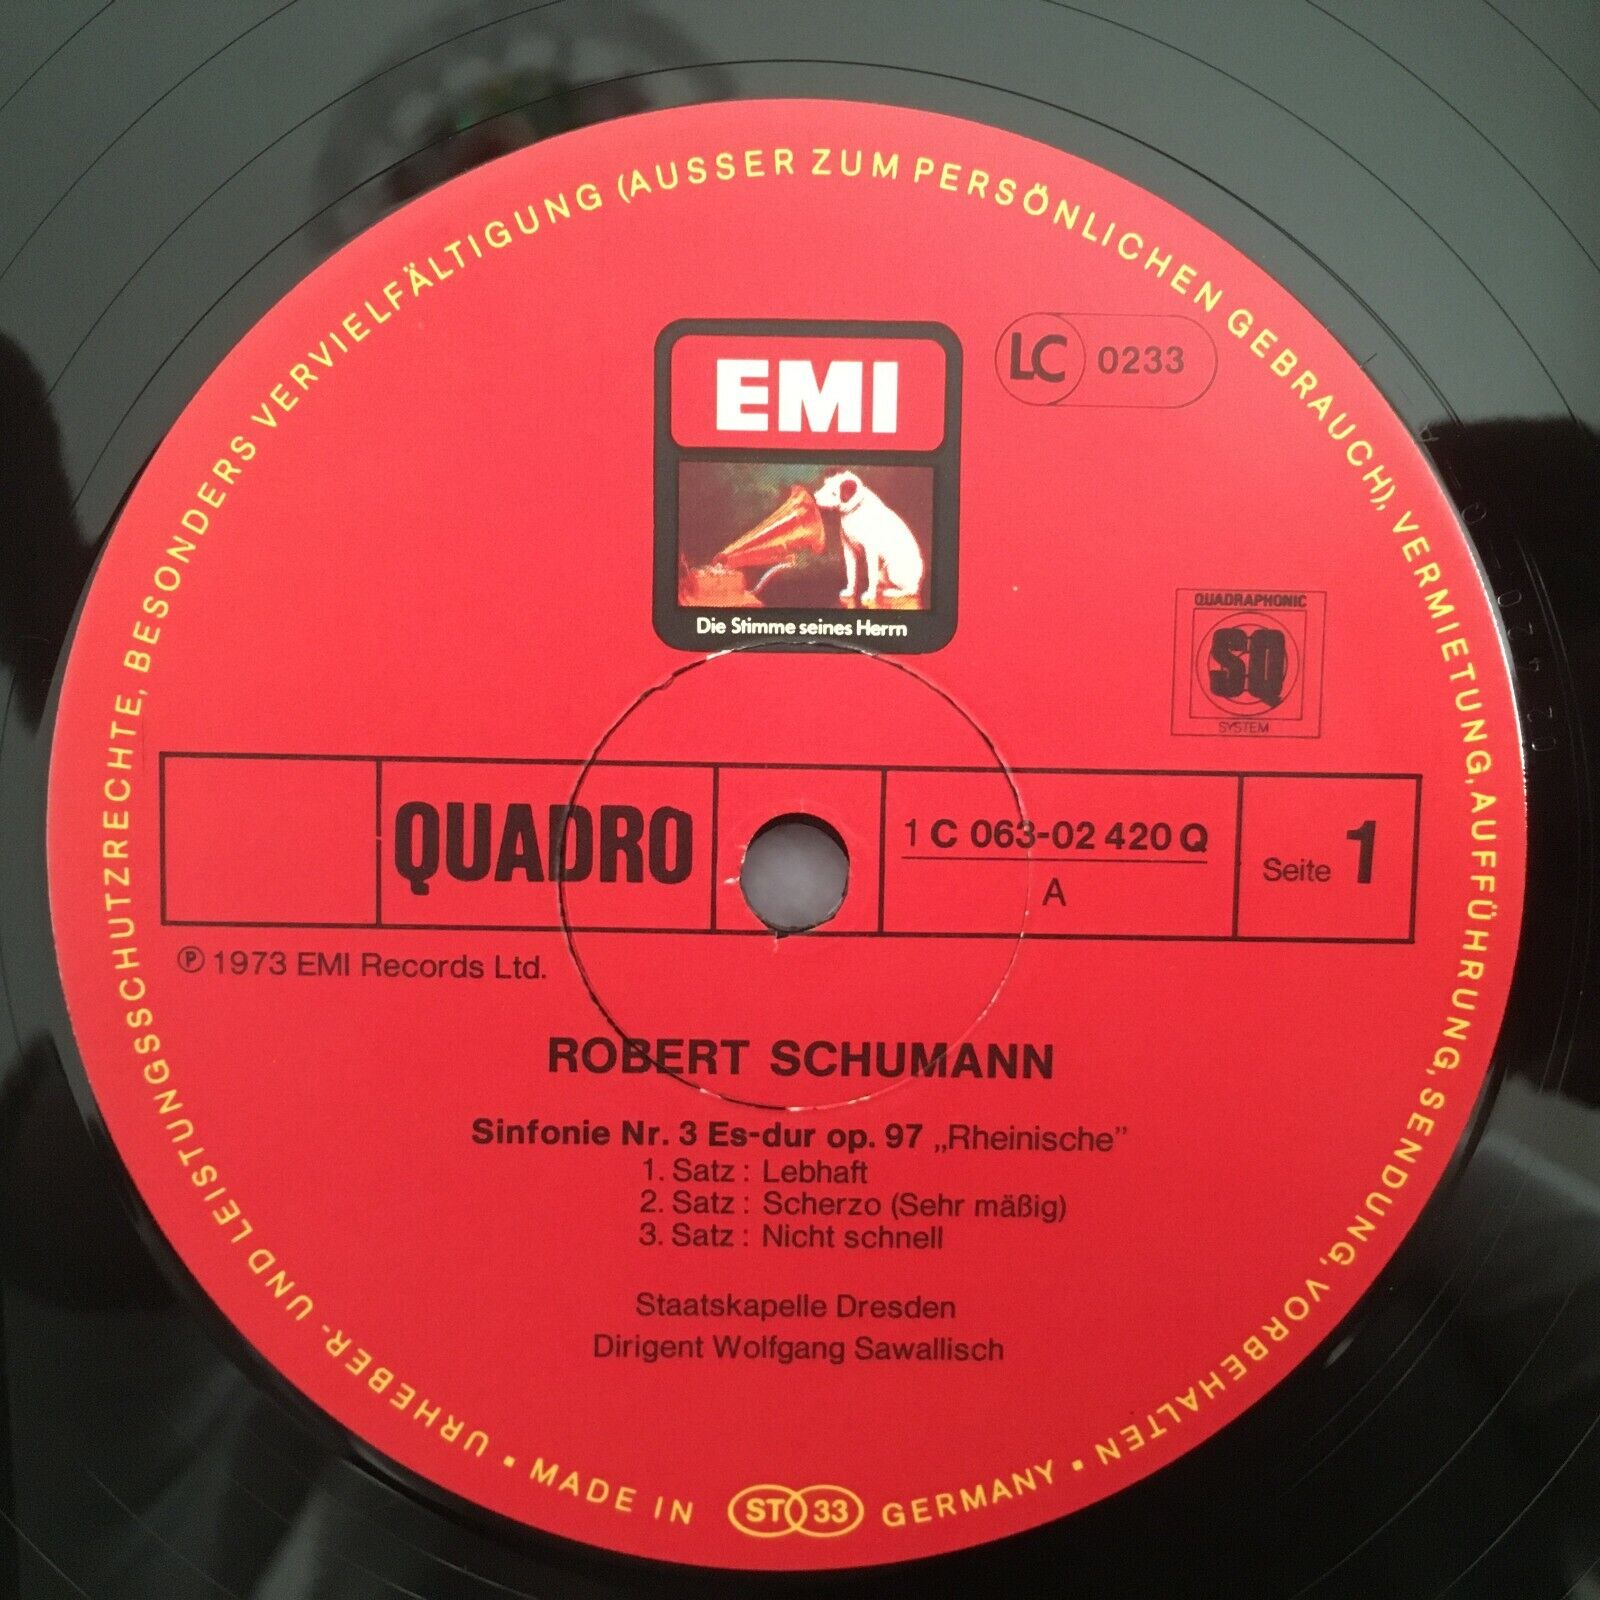 URHEBER- UND LEISTUNGSSCHUTZRECHTE, BESONDERS VERVIELFÄLTIGUNG (AUSSER ZUM PERSÖNLICHEN GEBRAUCH), VERMIETUNG, AUFFÜHRUNG, SENDUNG, VORBEHALTEN
EMI
LC 0233
Die Stimme seines Herrn
QUADRAPHONIC
SQ
SYSTEM
QUADRO
1 C 063-02 420 Q
A
Seite 1
Ⓟ 1973 EMI Records Ltd.
ROBERT SCHUMANN
Sinfonie Nr. 3 Es-dur op. 97 „Rheinische”
1. Satz: Lebhaft
2. Satz: Scherzo (Sehr mäßig)
3. Satz: Nicht schnell
Staatskapelle Dresden
Dirigent Wolfgang Sawallisch
▪ MADE IN ST 33 GERMANY ▪